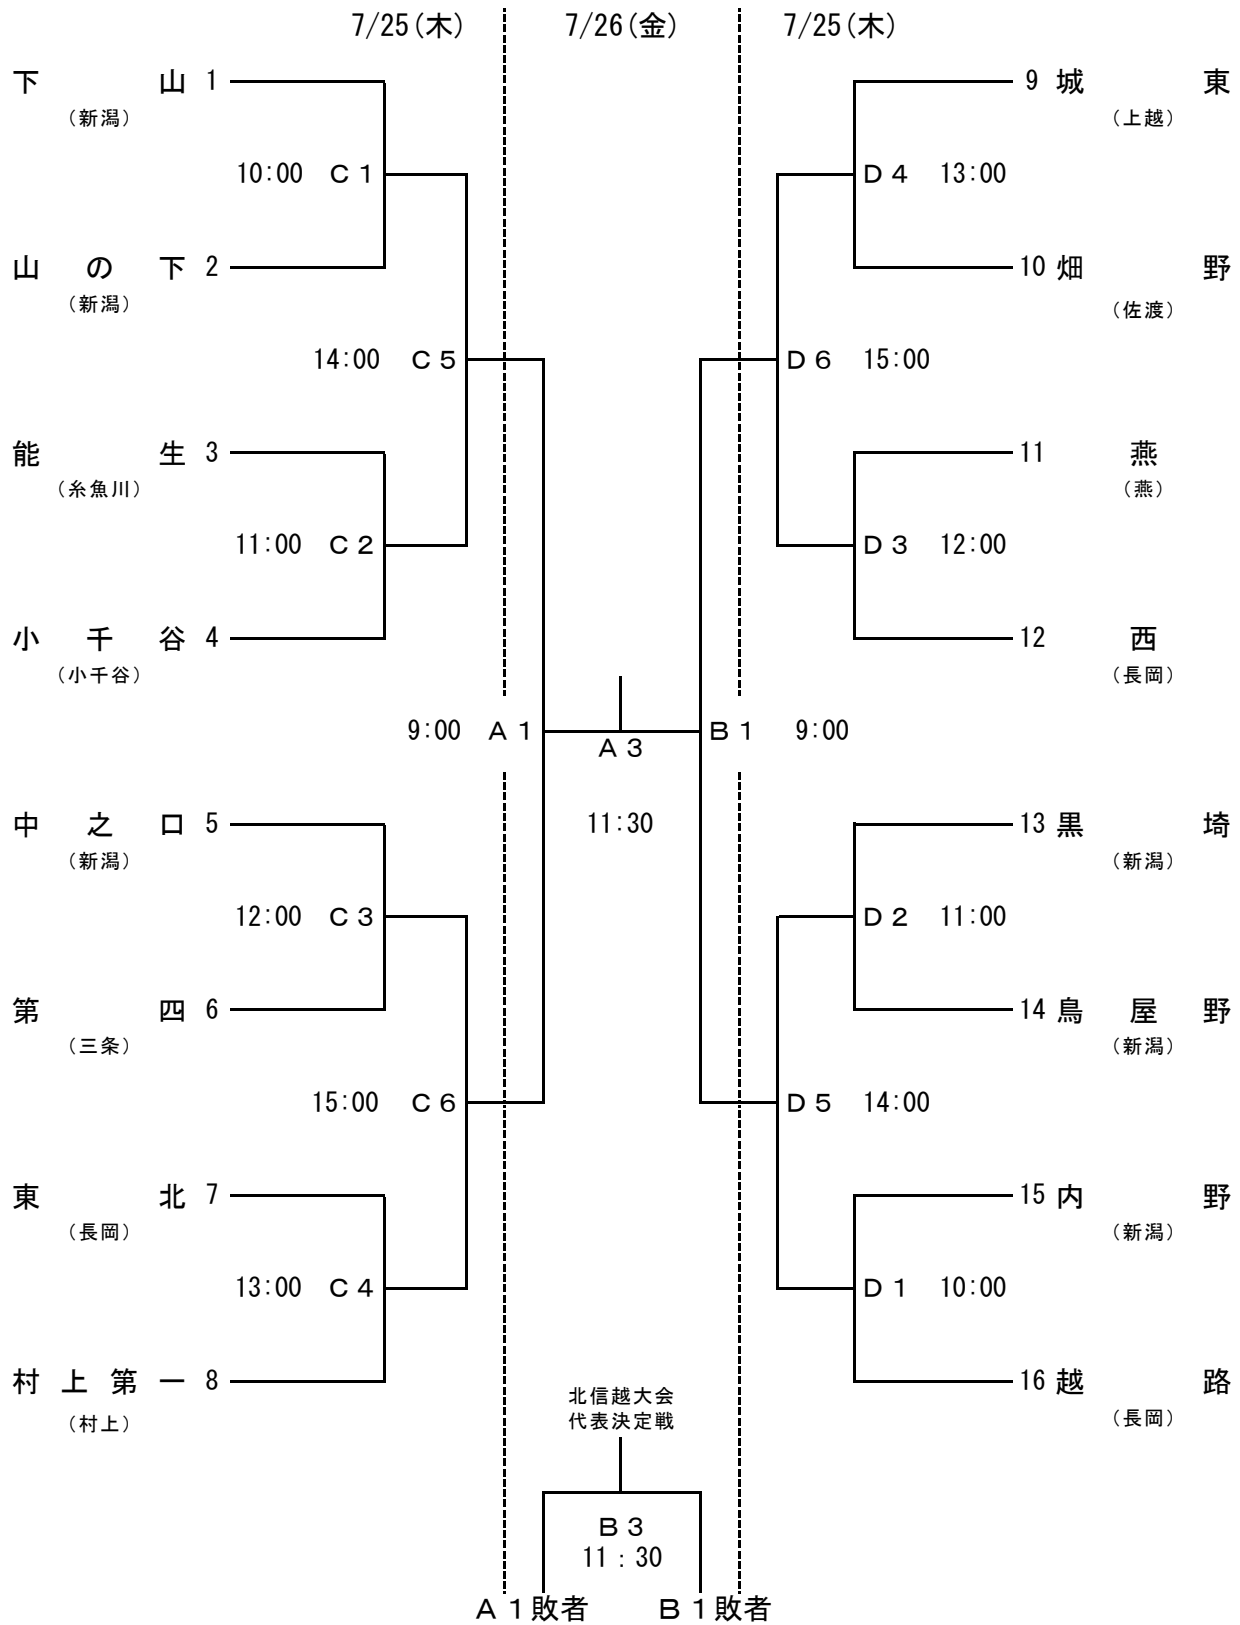 7/25(木) 7/26(金) 7/25(木)
下山 1 9 城東
(新潟) (上越)
10:00 C1 D4 13:00
山の下 2 10 畑野
(新潟) (佐渡)
14:00 C5 D6 15:00
能生 3 11 燕
(糸魚川) (燕)
11:00 C2 D3 12:00
小千谷 4 12 西
(小千谷) (長岡)
9:00 A1 A3 B1 9:00
中之口 5 11:30 13 黒埼
(新潟) (新潟)
12:00 C3 D2 11:00
第四 6 14 鳥屋野
(三条) (新潟)
15:00 C6 D5 14:00
東北 7 15 内野
(長岡) (新潟)
13:00 C4 D1 10:00
村上第一 8 16 越路
(村上) (長岡)
北信越大会
代表決定戦
B3
11:30
A1敗者 B1敗者